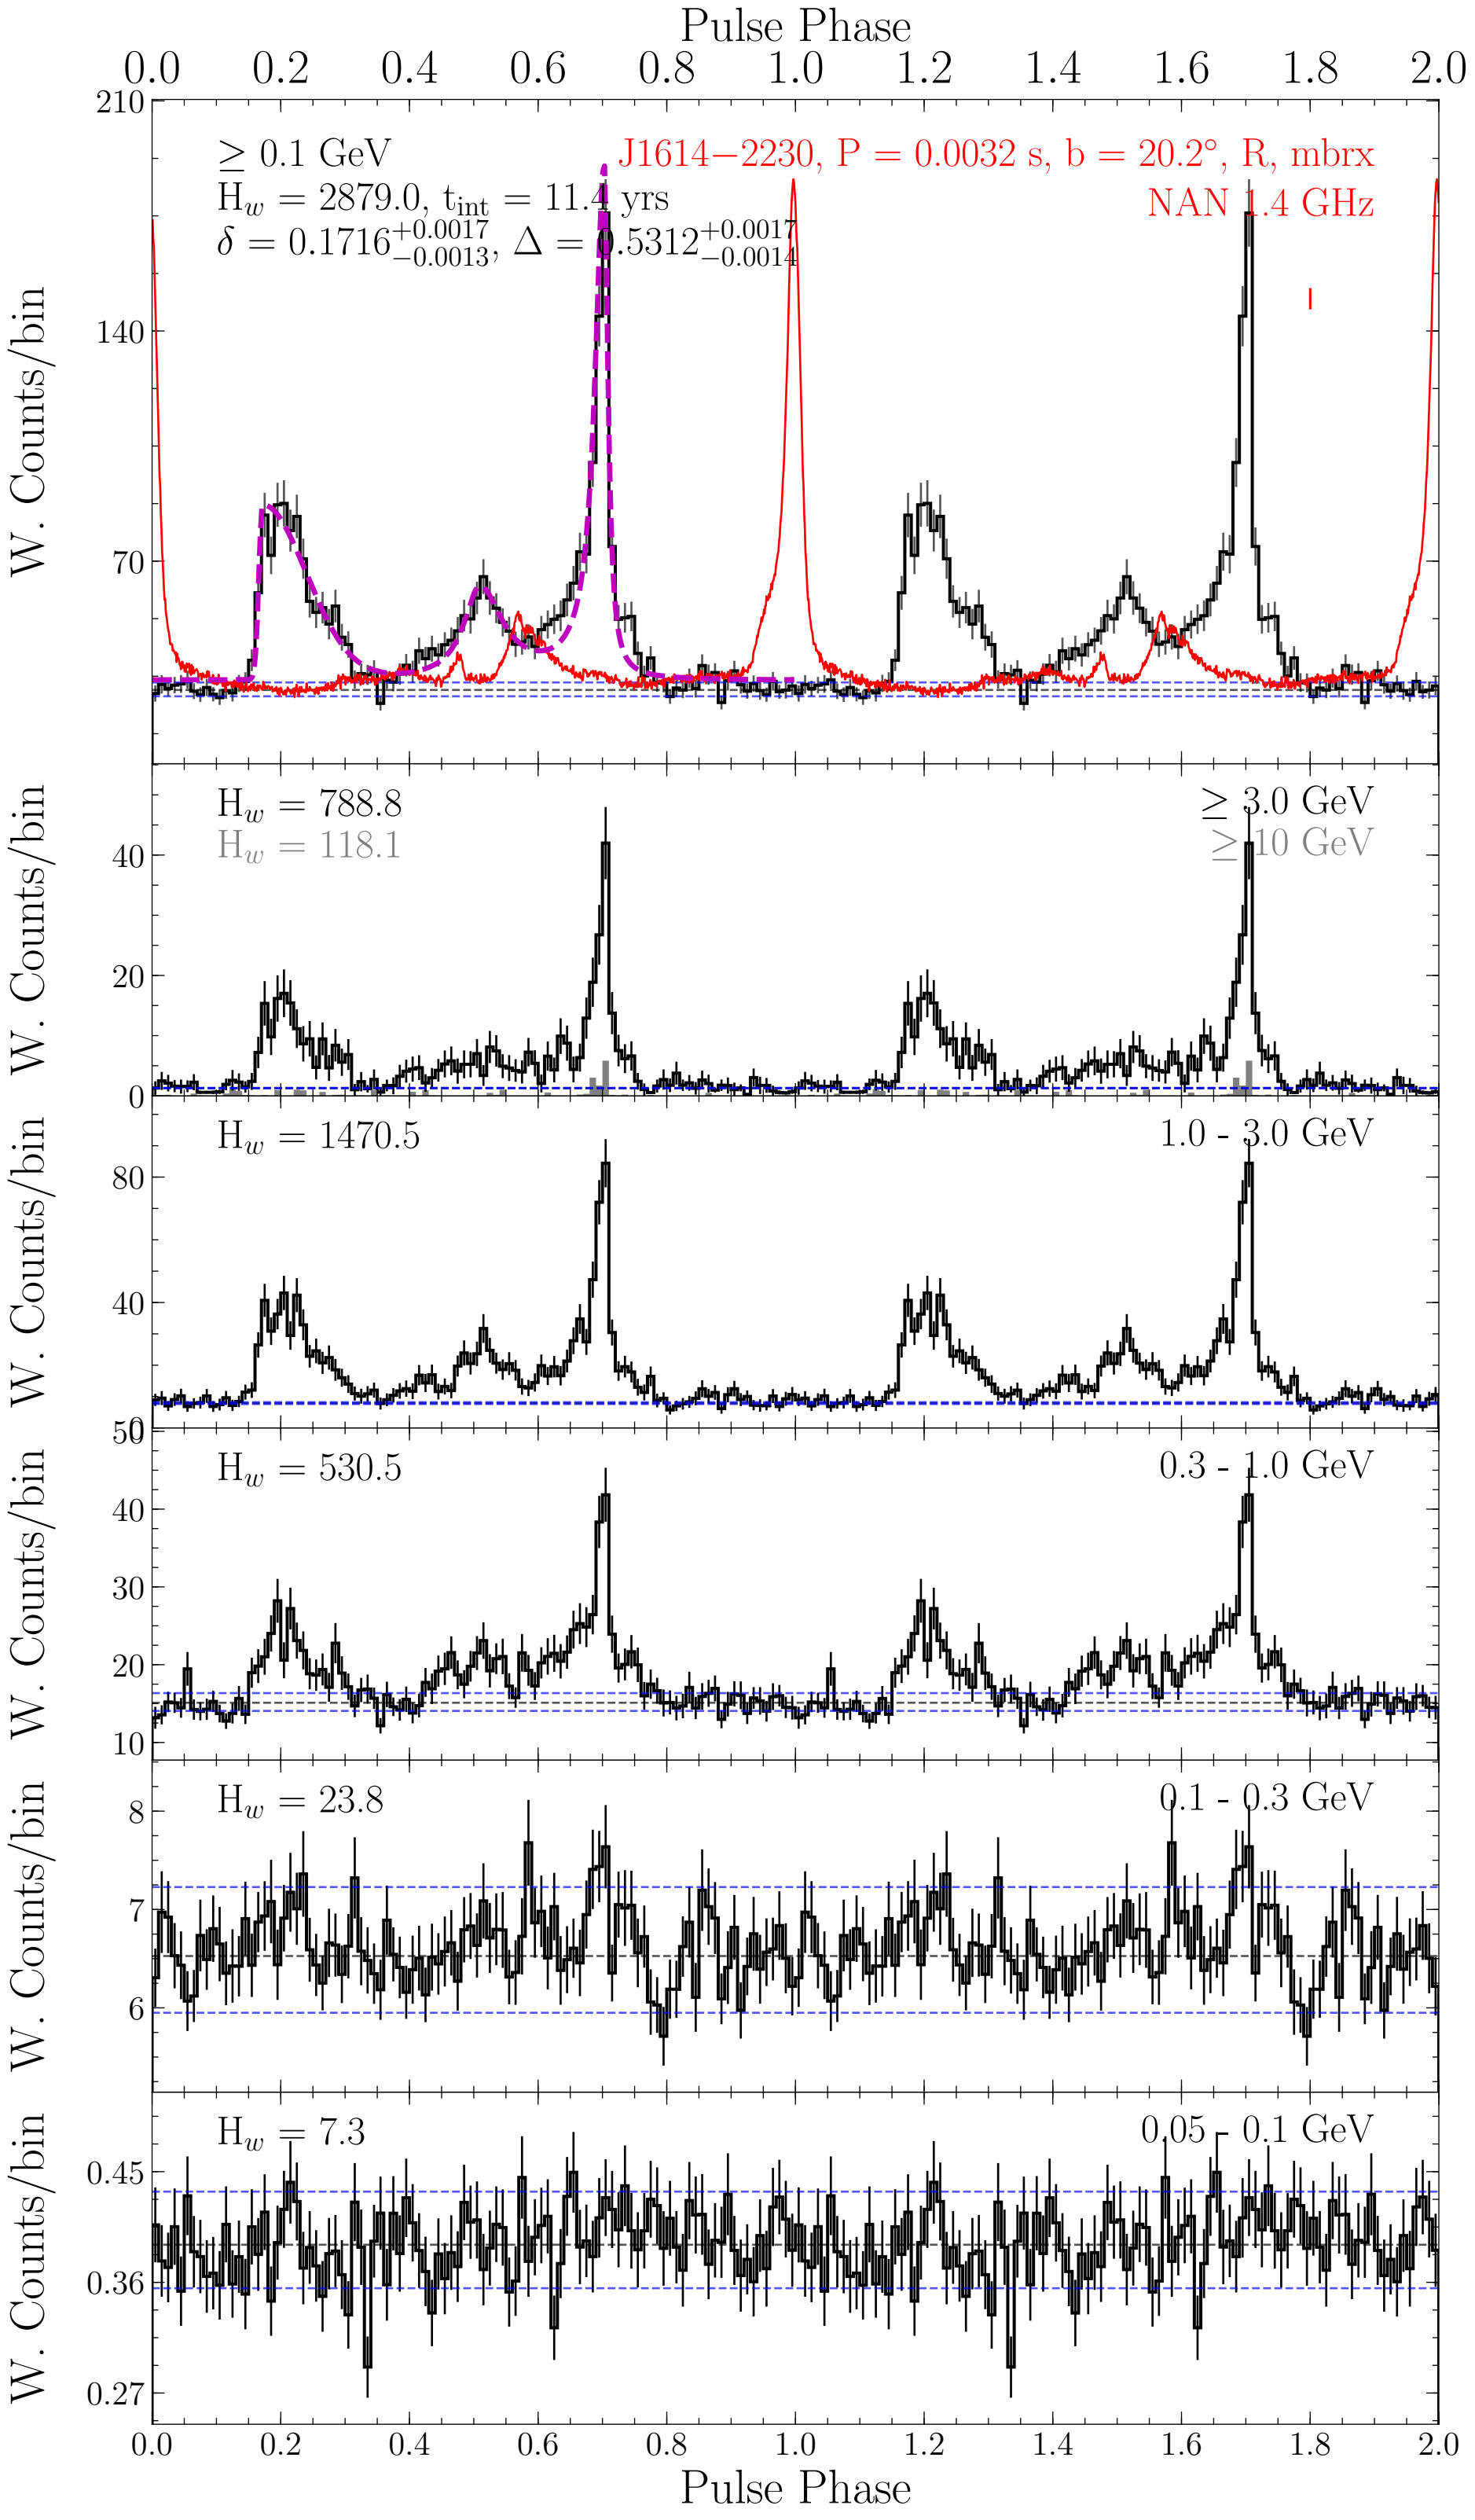 Pulse Phase
0.0 0.2 0.4 0.6 0.8 1.0 1.2 1.4 1.6 1.8 2.0
210
≥ 0.1 GeV
J1614−2230, P = 0.0032 s, b = 20.2°, R, mbrx
H_w = 2879.0, t_int = 11.4 yrs
NAN 1.4 GHz
δ = 0.1716^{+0.0017}_{−0.0013}, Δ = 0.5312^{+0.0017}_{−0.0014}
140
70
W. Counts/bin
H_w = 788.8
≥ 3.0 GeV
H_w = 118.1
≥ 10 GeV
40
20
0
W. Counts/bin
H_w = 1470.5
1.0 - 3.0 GeV
80
40
W. Counts/bin
50
H_w = 530.5
0.3 - 1.0 GeV
40
30
20
10
W. Counts/bin
H_w = 23.8
0.1 - 0.3 GeV
8
7
6
W. Counts/bin
H_w = 7.3
0.05 - 0.1 GeV
0.45
0.36
0.27
W. Counts/bin
0.0 0.2 0.4 0.6 0.8 1.0 1.2 1.4 1.6 1.8 2.0
Pulse Phase